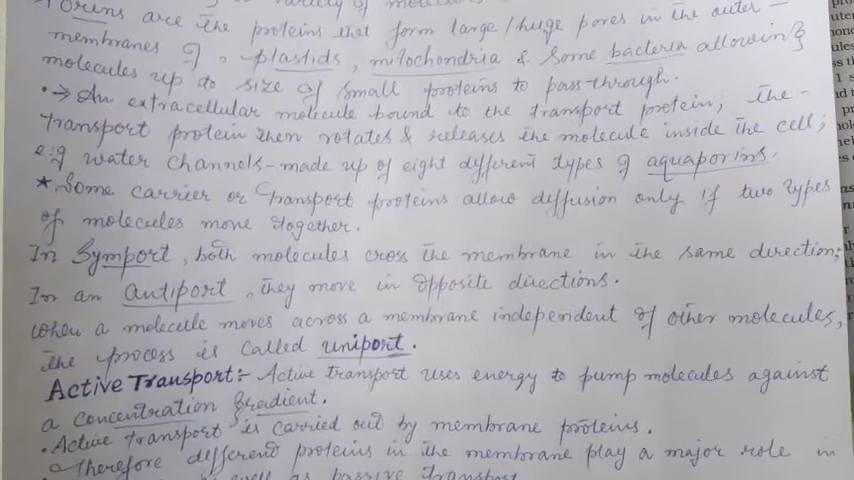 variety of
Porins are the proteins that form large/huge pores in the outer-
membranes of plastids, mitochondria & some bacteria allowing
molecules up to size of small proteins to pass through.
•→ An extracellular molecule bound to the transport protein; the-
transport protein then rotates & releases the molecule inside the cell;
e.g water channels-made up of eight different types of aquaporins.
★Some carrier or transport proteins allow diffusion only if two types
of molecules move together.
In Symport, both molecules cross the membrane in the same direction;
In an antiport, they move in opposite directions.
When a molecule moves across a membrane independent of other molecules,
the process is called uniport.
Active Transport:- Active transport uses energy to pump molecules against
a concentration gradient.
• Active transport is carried out by membrane proteins.
Therefore different proteins in the membrane play a major role in
well as passive transport